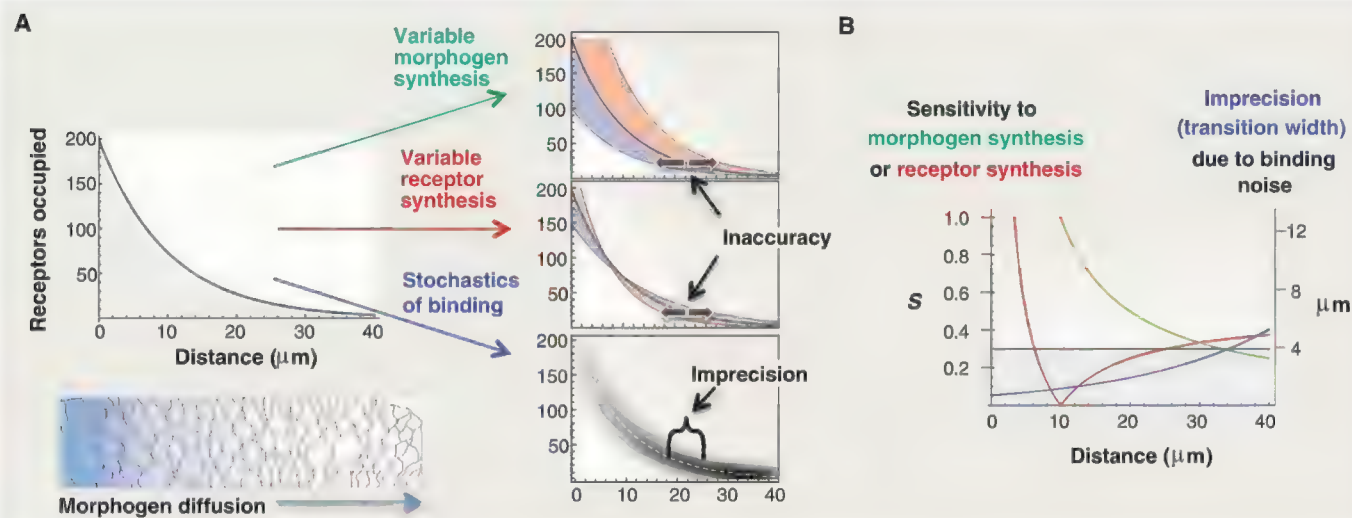 A
Variable
morphogen
synthesis
Variable
receptor
synthesis
Stochastics
of binding
Receptors occupied
200
150
100
50
0
10
20
30
40
Distance (μm)
Morphogen diffusion
200
150
100
50
200
150
100
50
200
150
100
50
0
10
20
30
40
Inaccuracy
Imprecision
B
Sensitivity to
morphogen synthesis
or receptor synthesis
Imprecision
(transition width)
due to binding
noise
S
1.0
0.8
0.6
0.4
0.2
12
8
4
μm
0
10
20
30
40
Distance (μm)